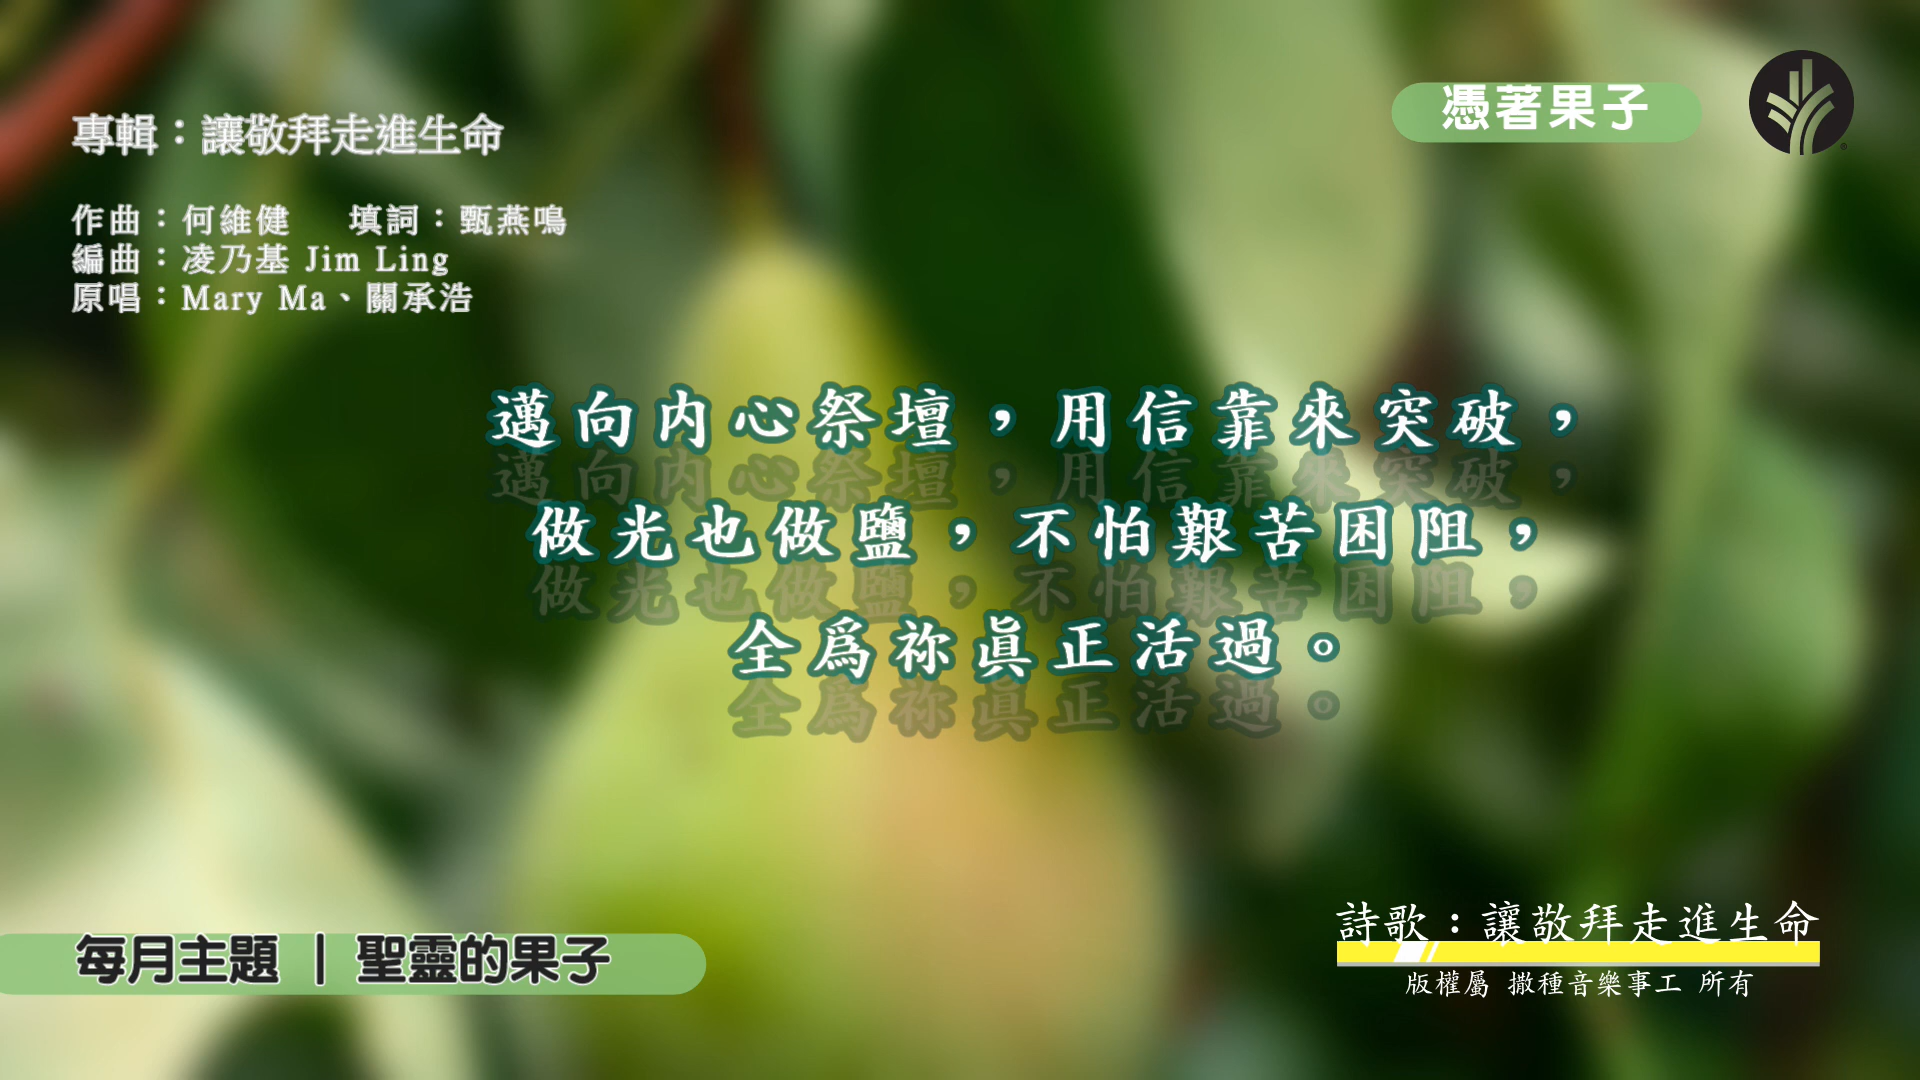 專輯：讓敬拜走進生命
作曲：何維健　填詞：甄燕鳴
編曲：凌乃基 Jim Ling
原唱：Mary Ma、關承浩
憑著果子
邁向內心祭壇，用信靠來突破，
做光也做鹽，不怕艱苦困阻，
全爲祢眞正活過。
每月主題 | 聖靈的果子
詩歌：讓敬拜走進生命
版權屬 撒種音樂事工 所有